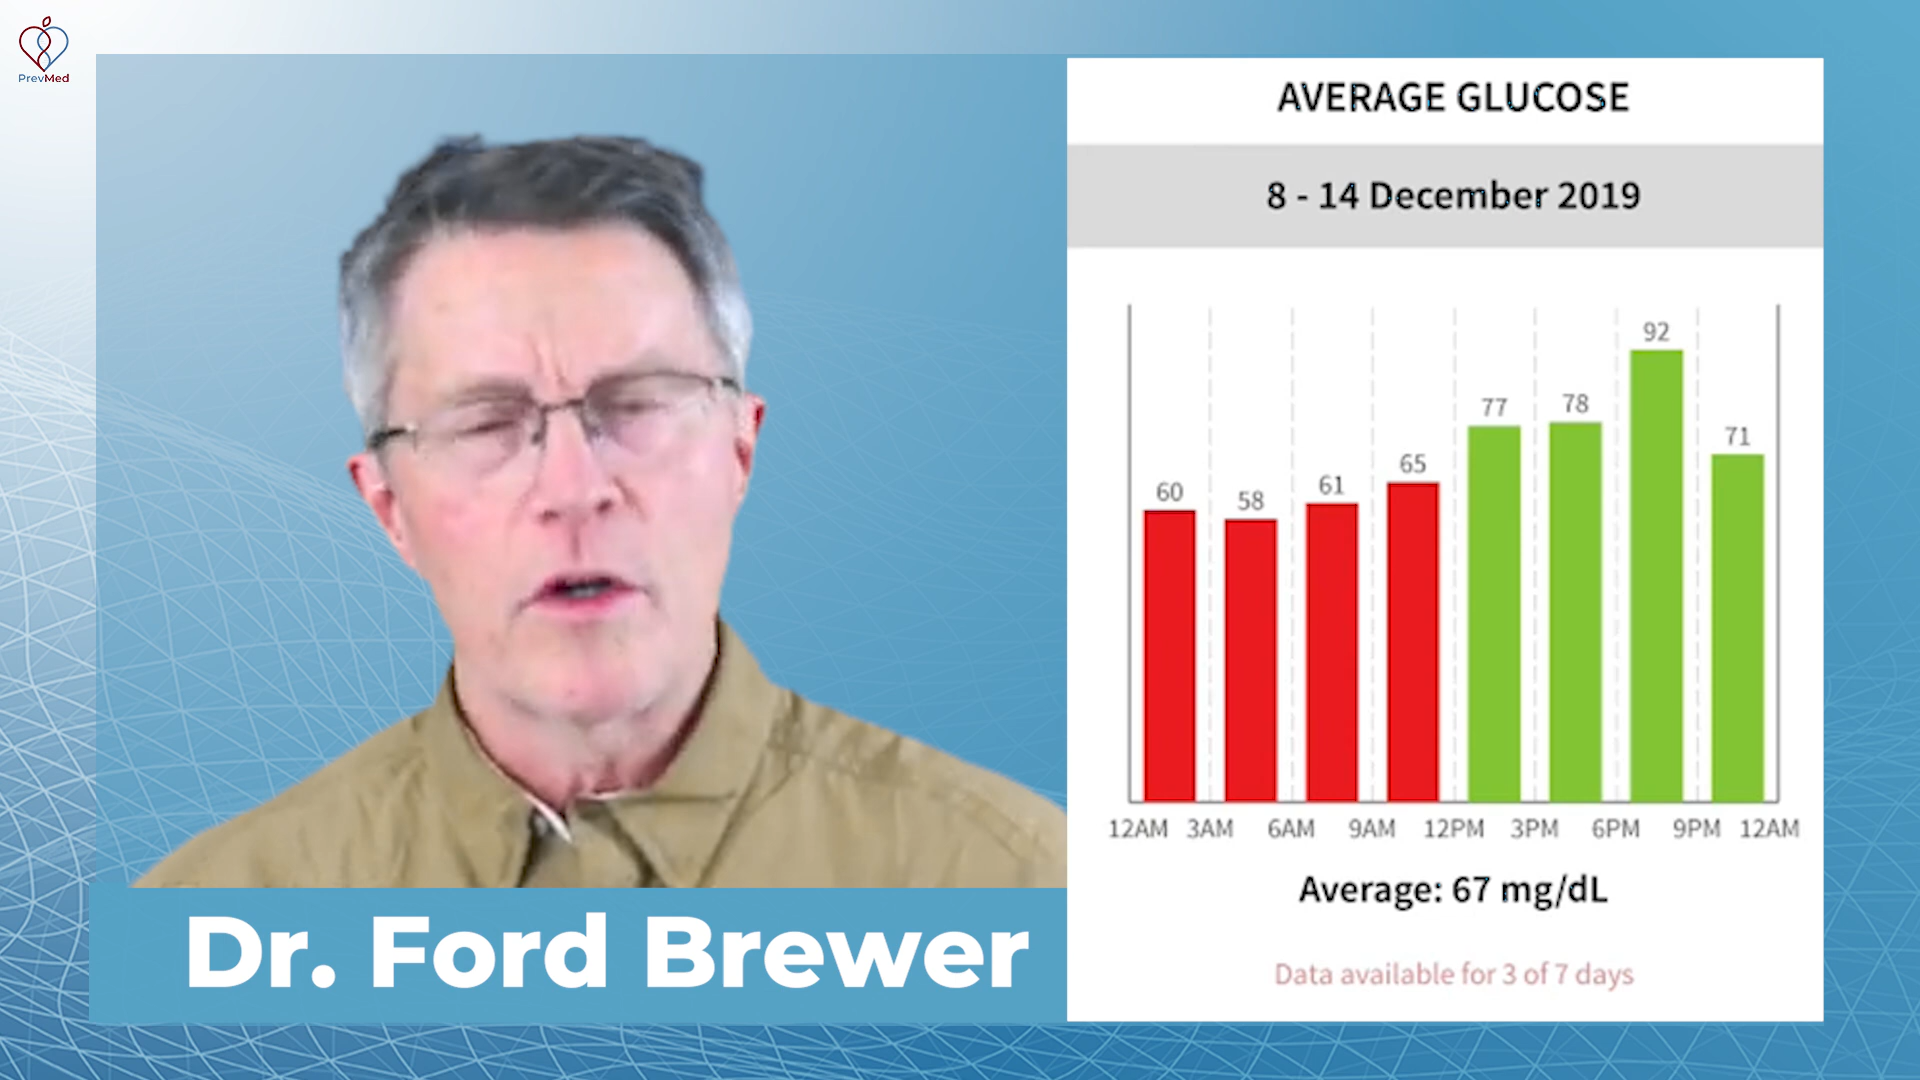 PrevMed
AVERAGE GLUCOSE
8 - 14 December 2019
92
77 78
71
65
60 58 61
12AM 3AM 6AM 9AM 12PM 3PM 6PM 9PM 12AM
Average: 67 mg/dL
Data available for 3 of 7 days
Dr. Ford Brewer